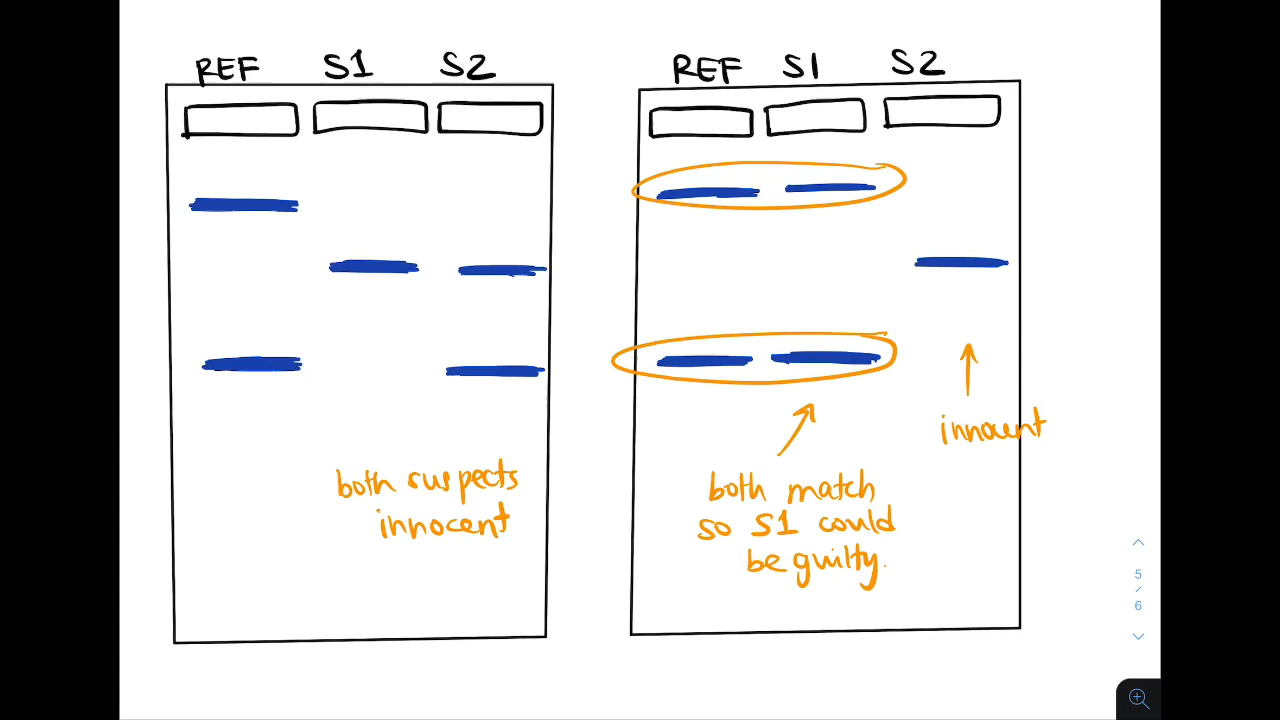 REF S1 S2
REF S1 S2
both suspects
innocent
innocent
both match
so S1 could
be guilty.
5
/
6